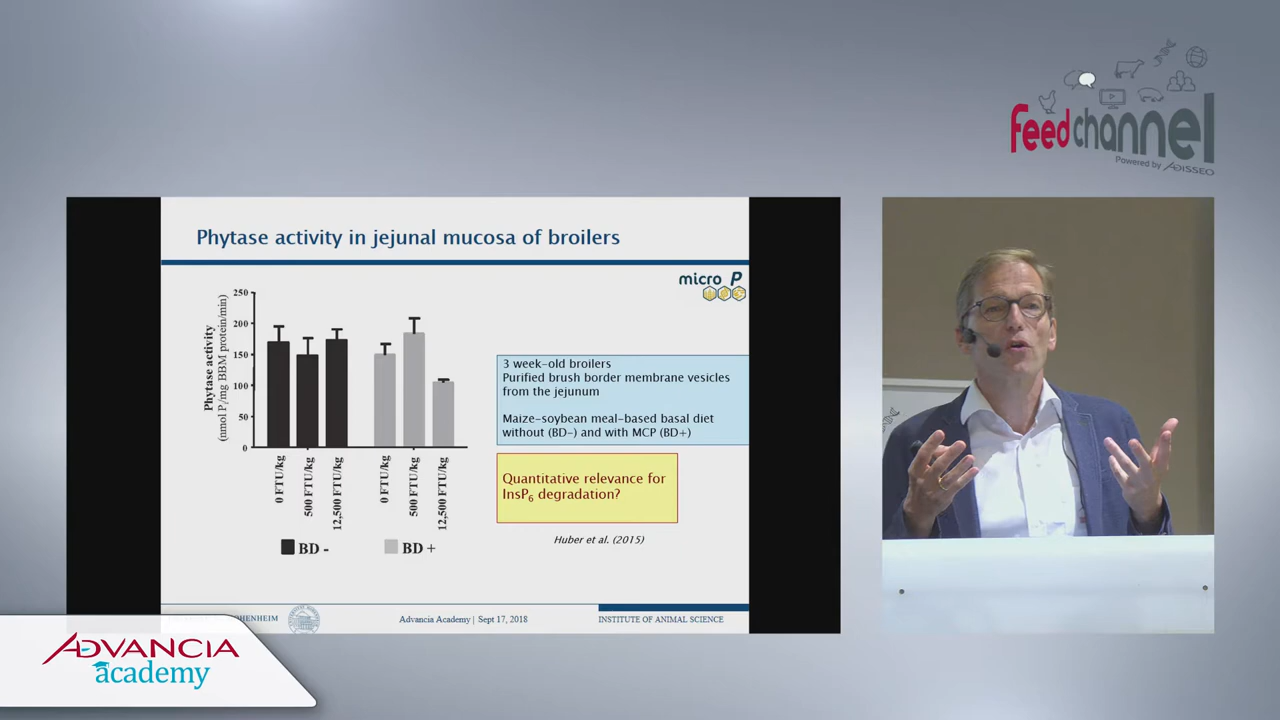 feedchannel
Powered by ADISSEO
Phytase activity in jejunal mucosa of broilers
micro P
250
200
150
100
50
0
Phytase activity
(nmol Pi/mg BBM protein/min)
0 FTU/kg
500 FTU/kg
12,500 FTU/kg
0 FTU/kg
500 FTU/kg
12,500 FTU/kg
BD -
BD +
3 week-old broilers
Purified brush border membrane vesicles
from the jejunum
Maize-soybean meal-based basal diet
without (BD-) and with MCP (BD+)
Quantitative relevance for
InsP6 degradation?
Huber et al. (2015)
Advancia Academy | Sept 17, 2018
INSTITUTE OF ANIMAL SCIENCE
ADVANCIA
academy